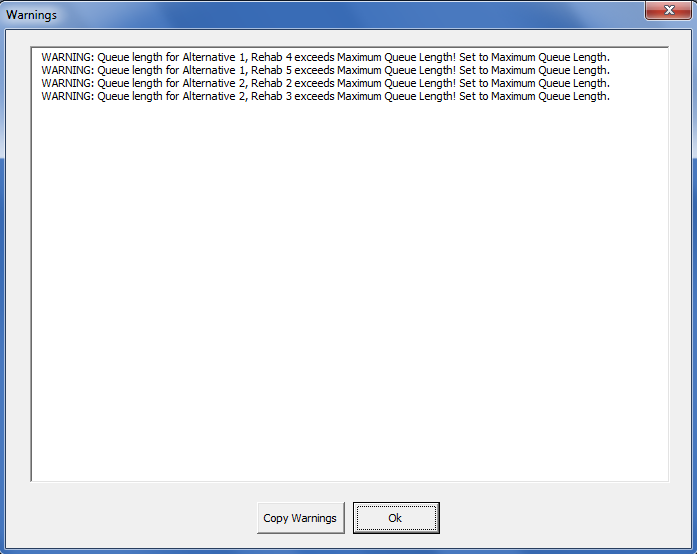 Warnings
WARNING: Queue length for Alternative 1, Rehab 4 exceeds Maximum Queue Length! Set to Maximum Queue Length.
WARNING: Queue length for Alternative 1, Rehab 5 exceeds Maximum Queue Length! Set to Maximum Queue Length.
WARNING: Queue length for Alternative 2, Rehab 2 exceeds Maximum Queue Length! Set to Maximum Queue Length.
WARNING: Queue length for Alternative 2, Rehab 3 exceeds Maximum Queue Length! Set to Maximum Queue Length.
Copy Warnings
Ok